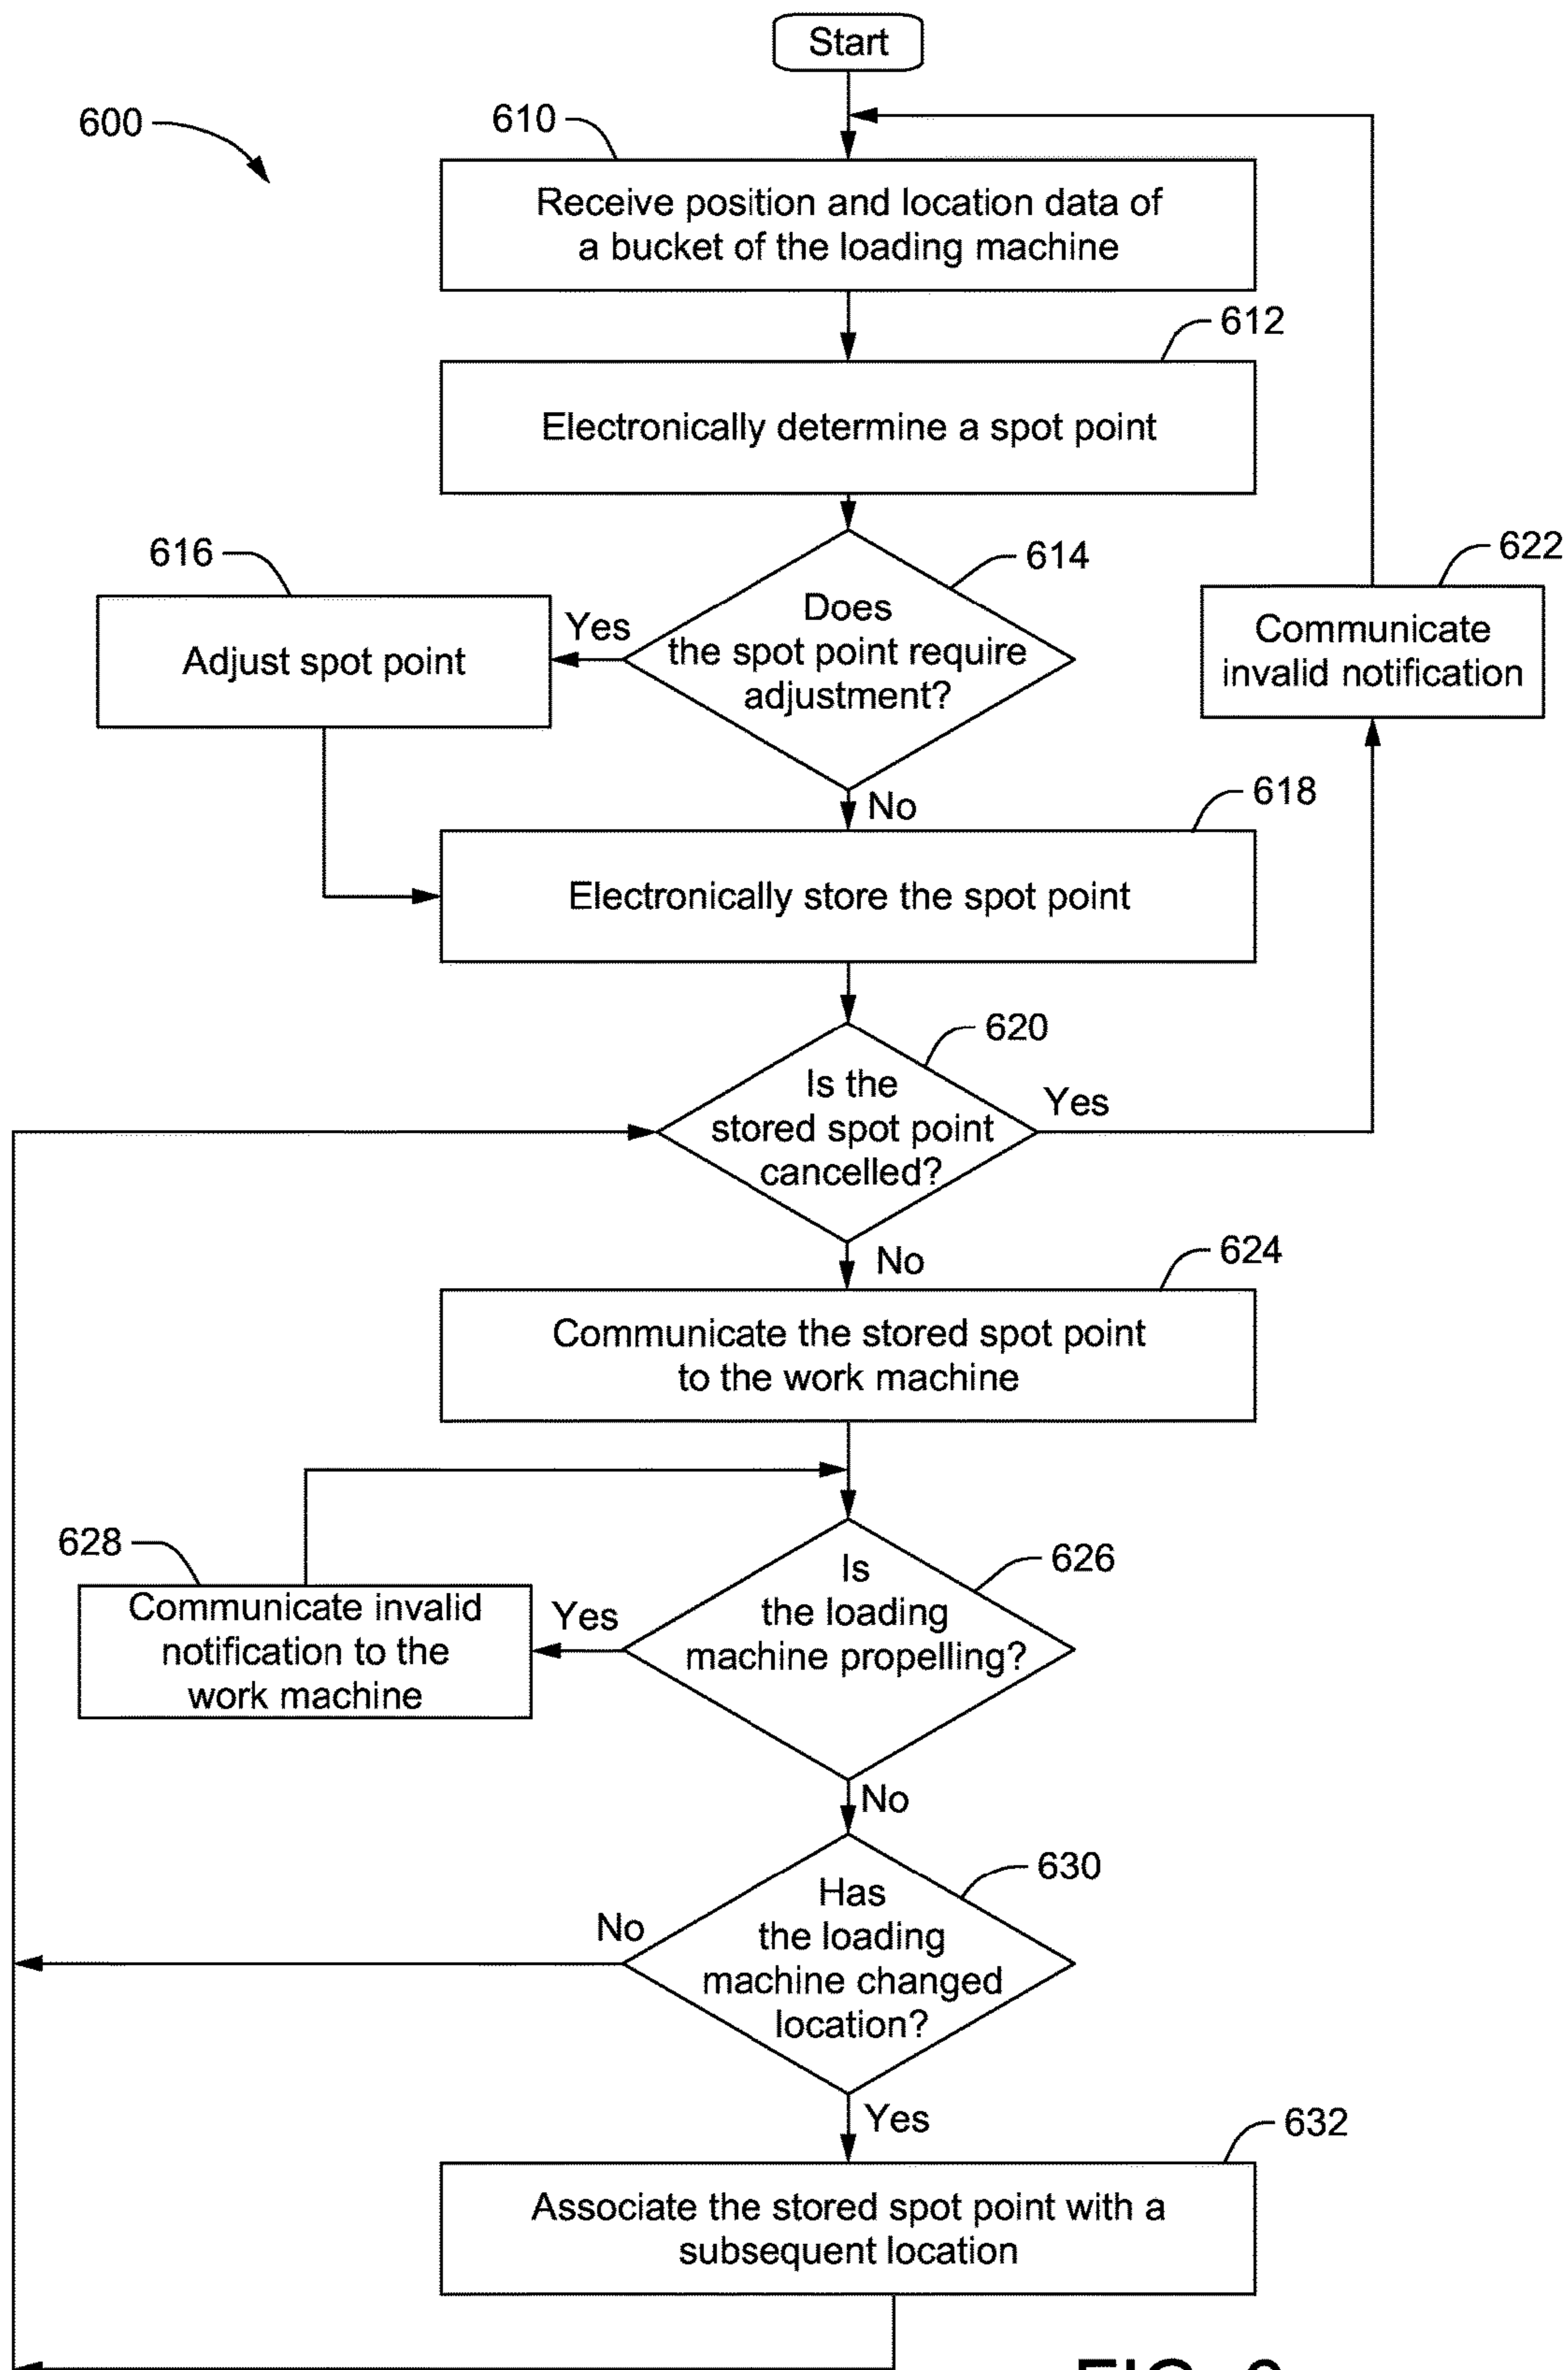 Start
600
610
Receive position and location data of
a bucket of the loading machine
612
Electronically determine a spot point
616
614
622
Adjust spot point
Yes
Does
the spot point require
adjustment?
Communicate
invalid notification
No
618
Electronically store the spot point
620
Is the
stored spot point
cancelled?
Yes
No
624
Communicate the stored spot point
to the work machine
628
626
Communicate invalid
notification to the
work machine
Yes
Is
the loading
machine propelling?
No
630
No
Has
the loading
machine changed
location?
Yes
632
Associate the stored spot point with a
subsequent location
FIG.